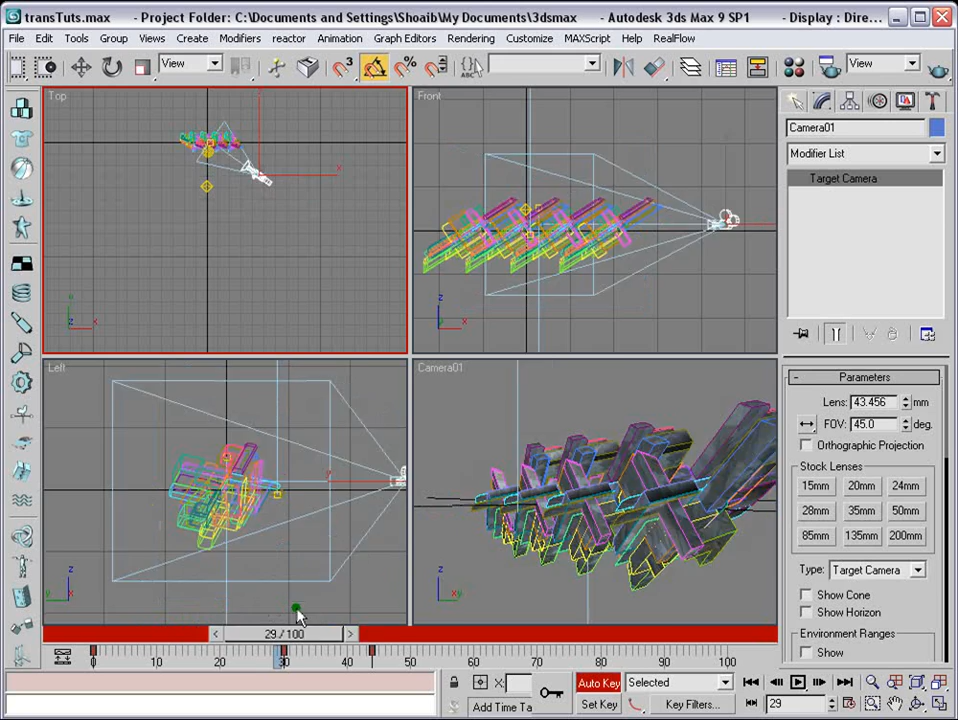 transTuts.max - Project Folder: C:\Documents and Settings\Shoaib\My Documents\3dsmax - Autodesk 3ds Max 9 SP1 - Display : Dire...
File Edit Tools Group Views Create Modifiers reactor Animation Graph Editors Rendering Customize MAXScript Help RealFlow
View 3 % ABC View
Top
x
x
Front
z
x
Camera01
Modifier List
Target Camera
Left
y
z
y x
Camera01
z
xy
Parameters
Lens: 43.456 mm
FOV: 45.0 deg.
Orthographic Projection
Stock Lenses
15mm 20mm 24mm
28mm 35mm 50mm
85mm 135mm 200mm
Type: Target Camera
Show Cone
Show Horizon
Environment Ranges
Show
< 29 / 100 >
0 10 20 30 40 50 60 70 80 90 100
X: Auto Key Selected
Add Time Ta Set Key Key Filters... 29